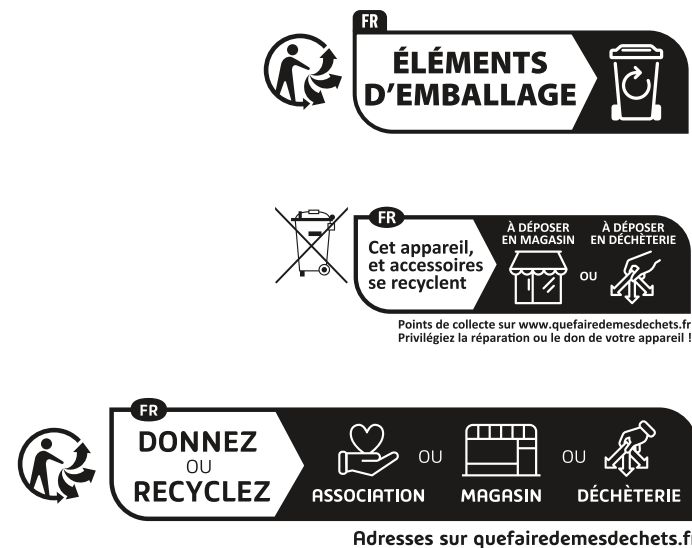 FR
ÉLÉMENTS
D'EMBALLAGE
FR
Cet appareil,
et accessoires
se recyclent
À DÉPOSER
EN MAGASIN
OU
À DÉPOSER
EN DÉCHÈTERIE
Points de collecte sur www.quefairedemesdechets.fr
Privilégiez la réparation ou le don de votre appareil !
FR
DONNEZ
OU
RECYCLEZ
ASSOCIATION
OU
MAGASIN
OU
DÉCHÈTERIE
Adresses sur quefairedemesdechets.fr